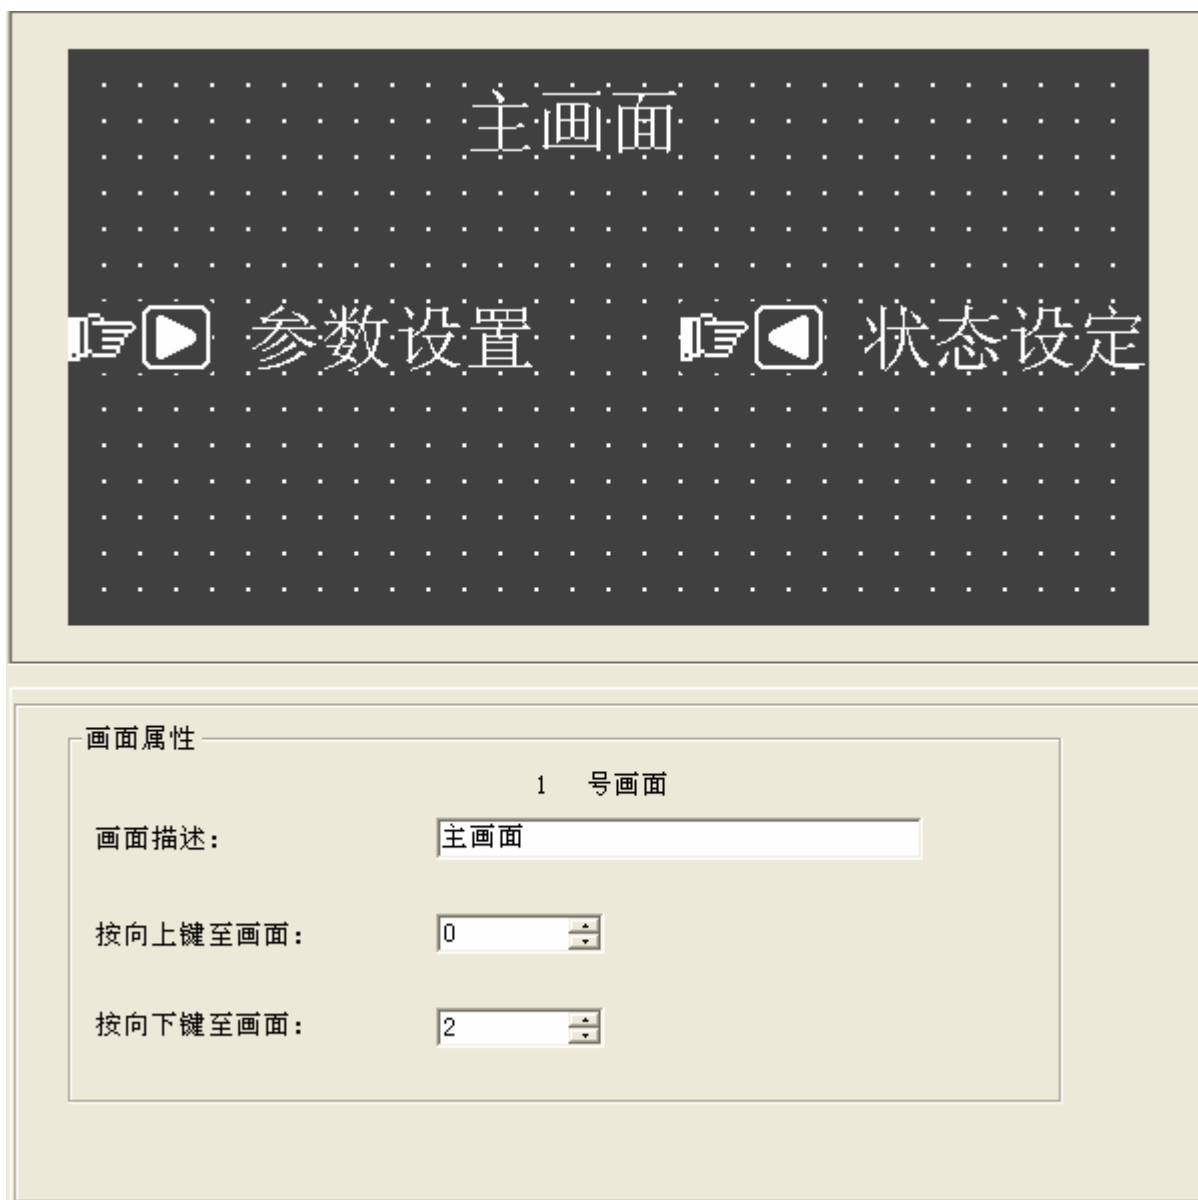 主画面
参数设置 状态设定
画面属性
1 号画面
画面描述: 主画面
按向上键至画面: 0
按向下键至画面: 2